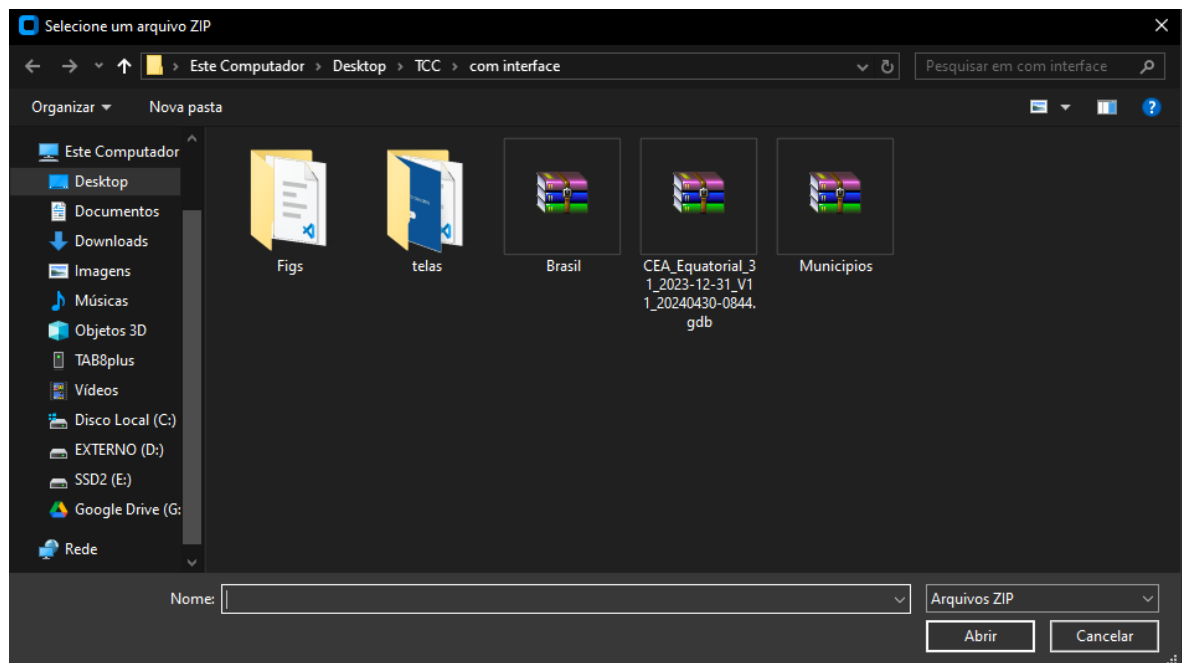 Selecione um arquivo ZIP
Este Computador > Desktop > TCC > com interface
Pesquisar em com interface
Organizar
Nova pasta
Este Computador
Desktop
Documentos
Downloads
Imagens
Músicas
Objetos 3D
TAB8plus
Vídeos
Disco Local (C:)
EXTERNO (D:)
SSD2 (E:)
Google Drive (G:
Rede
Figs
telas
Brasil
CEA_Equatorial_3
1_2023-12-31_V1
1_20240430-0844.
gdb
Municipios
Nome:
Arquivos ZIP
Abrir
Cancelar